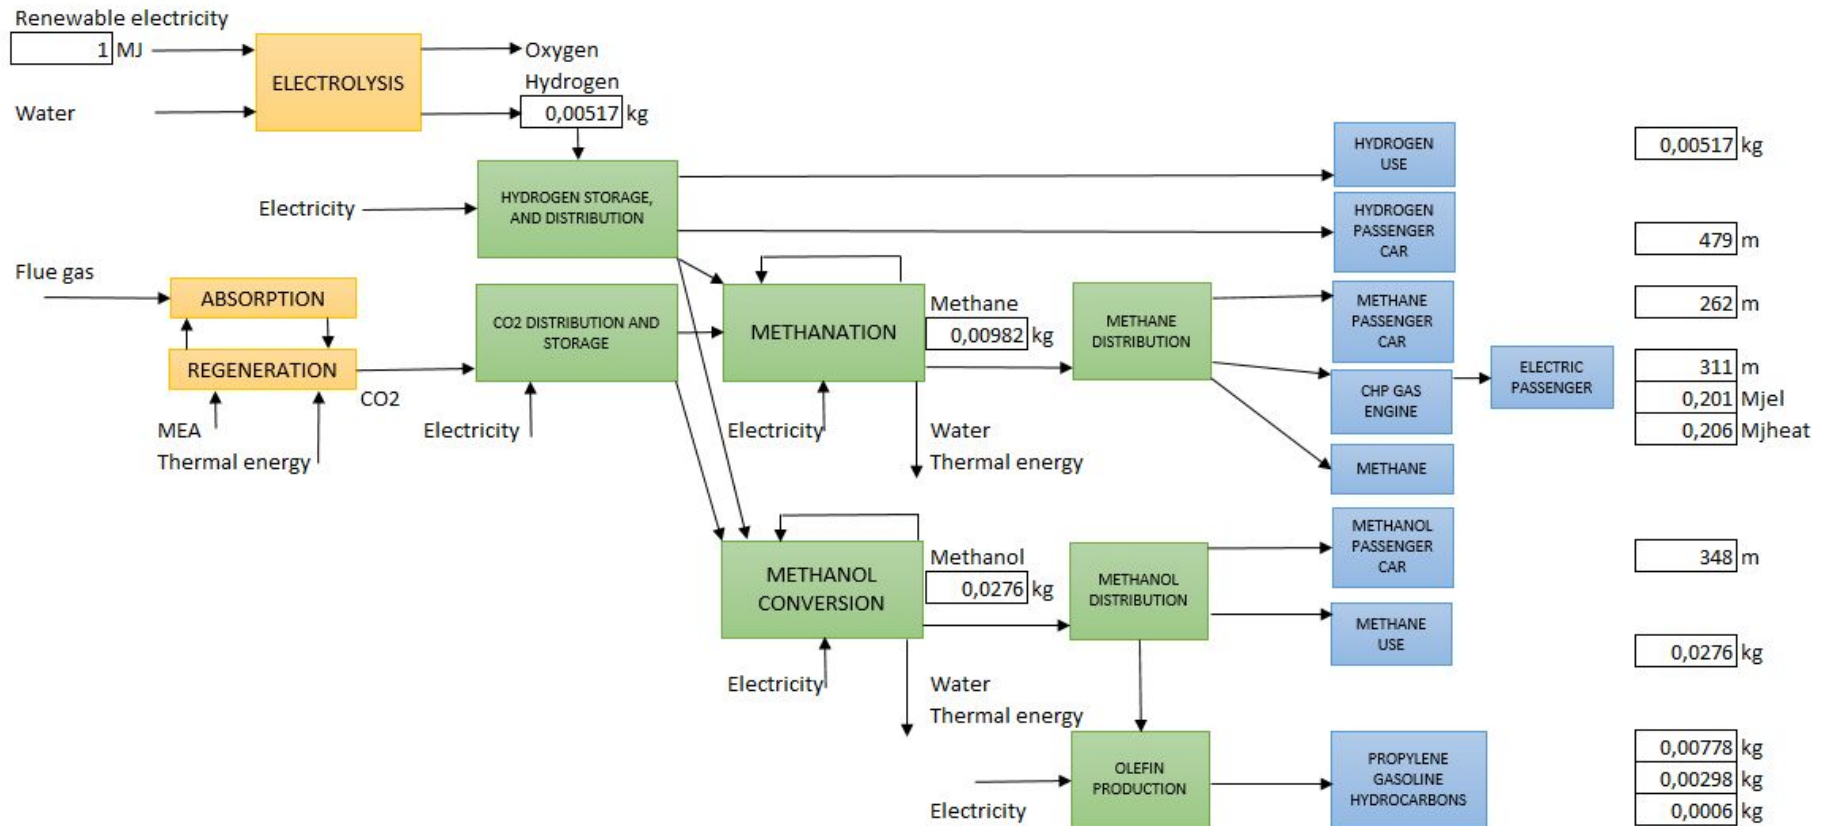 Renewable electricity
1 MJ
Water
ELECTROLYSIS
Oxygen
Hydrogen
0,00517 kg
Electricity
HYDROGEN STORAGE,
AND DISTRIBUTION
HYDROGEN
USE
0,00517 kg
HYDROGEN
PASSENGER
CAR
479 m
Flue gas
ABSORPTION
REGENERATION
CO2
MEA
Thermal energy
CO2 DISTRIBUTION AND
STORAGE
Electricity
METHANATION
Methane
0,00982 kg
Electricity
Water
Thermal energy
METHANE
DISTRIBUTION
METHANE
PASSENGER
CAR
262 m
CHP GAS
ENGINE
ELECTRIC
PASSENGER
311 m
0,201 Mjel
0,206 Mjheat
METHANE
METHANOL
CONVERSION
Methanol
0,0276 kg
Electricity
Water
Thermal energy
METHANOL
DISTRIBUTION
METHANOL
PASSENGER
CAR
348 m
METHANE
USE
0,0276 kg
Electricity
OLEFIN
PRODUCTION
PROPYLENE
GASOLINE
HYDROCARBONS
0,00778 kg
0,00298 kg
0,0006 kg